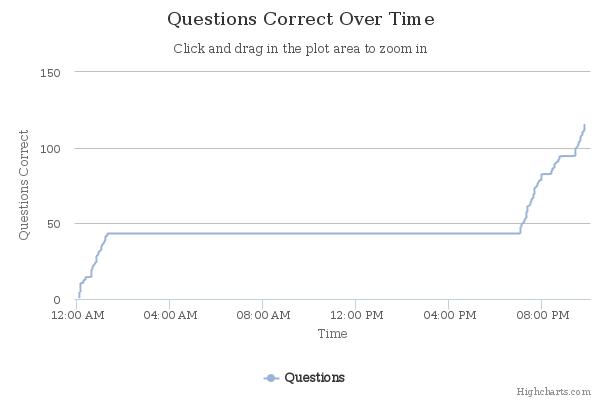 Questions Correct Over Time
Click and drag in the plot area to zoom in
Questions Correct
150
100
50
0
12:00 AM 04:00 AM 08:00 AM 12:00 PM 04:00 PM 08:00 PM
Time
Questions
Highcharts.com